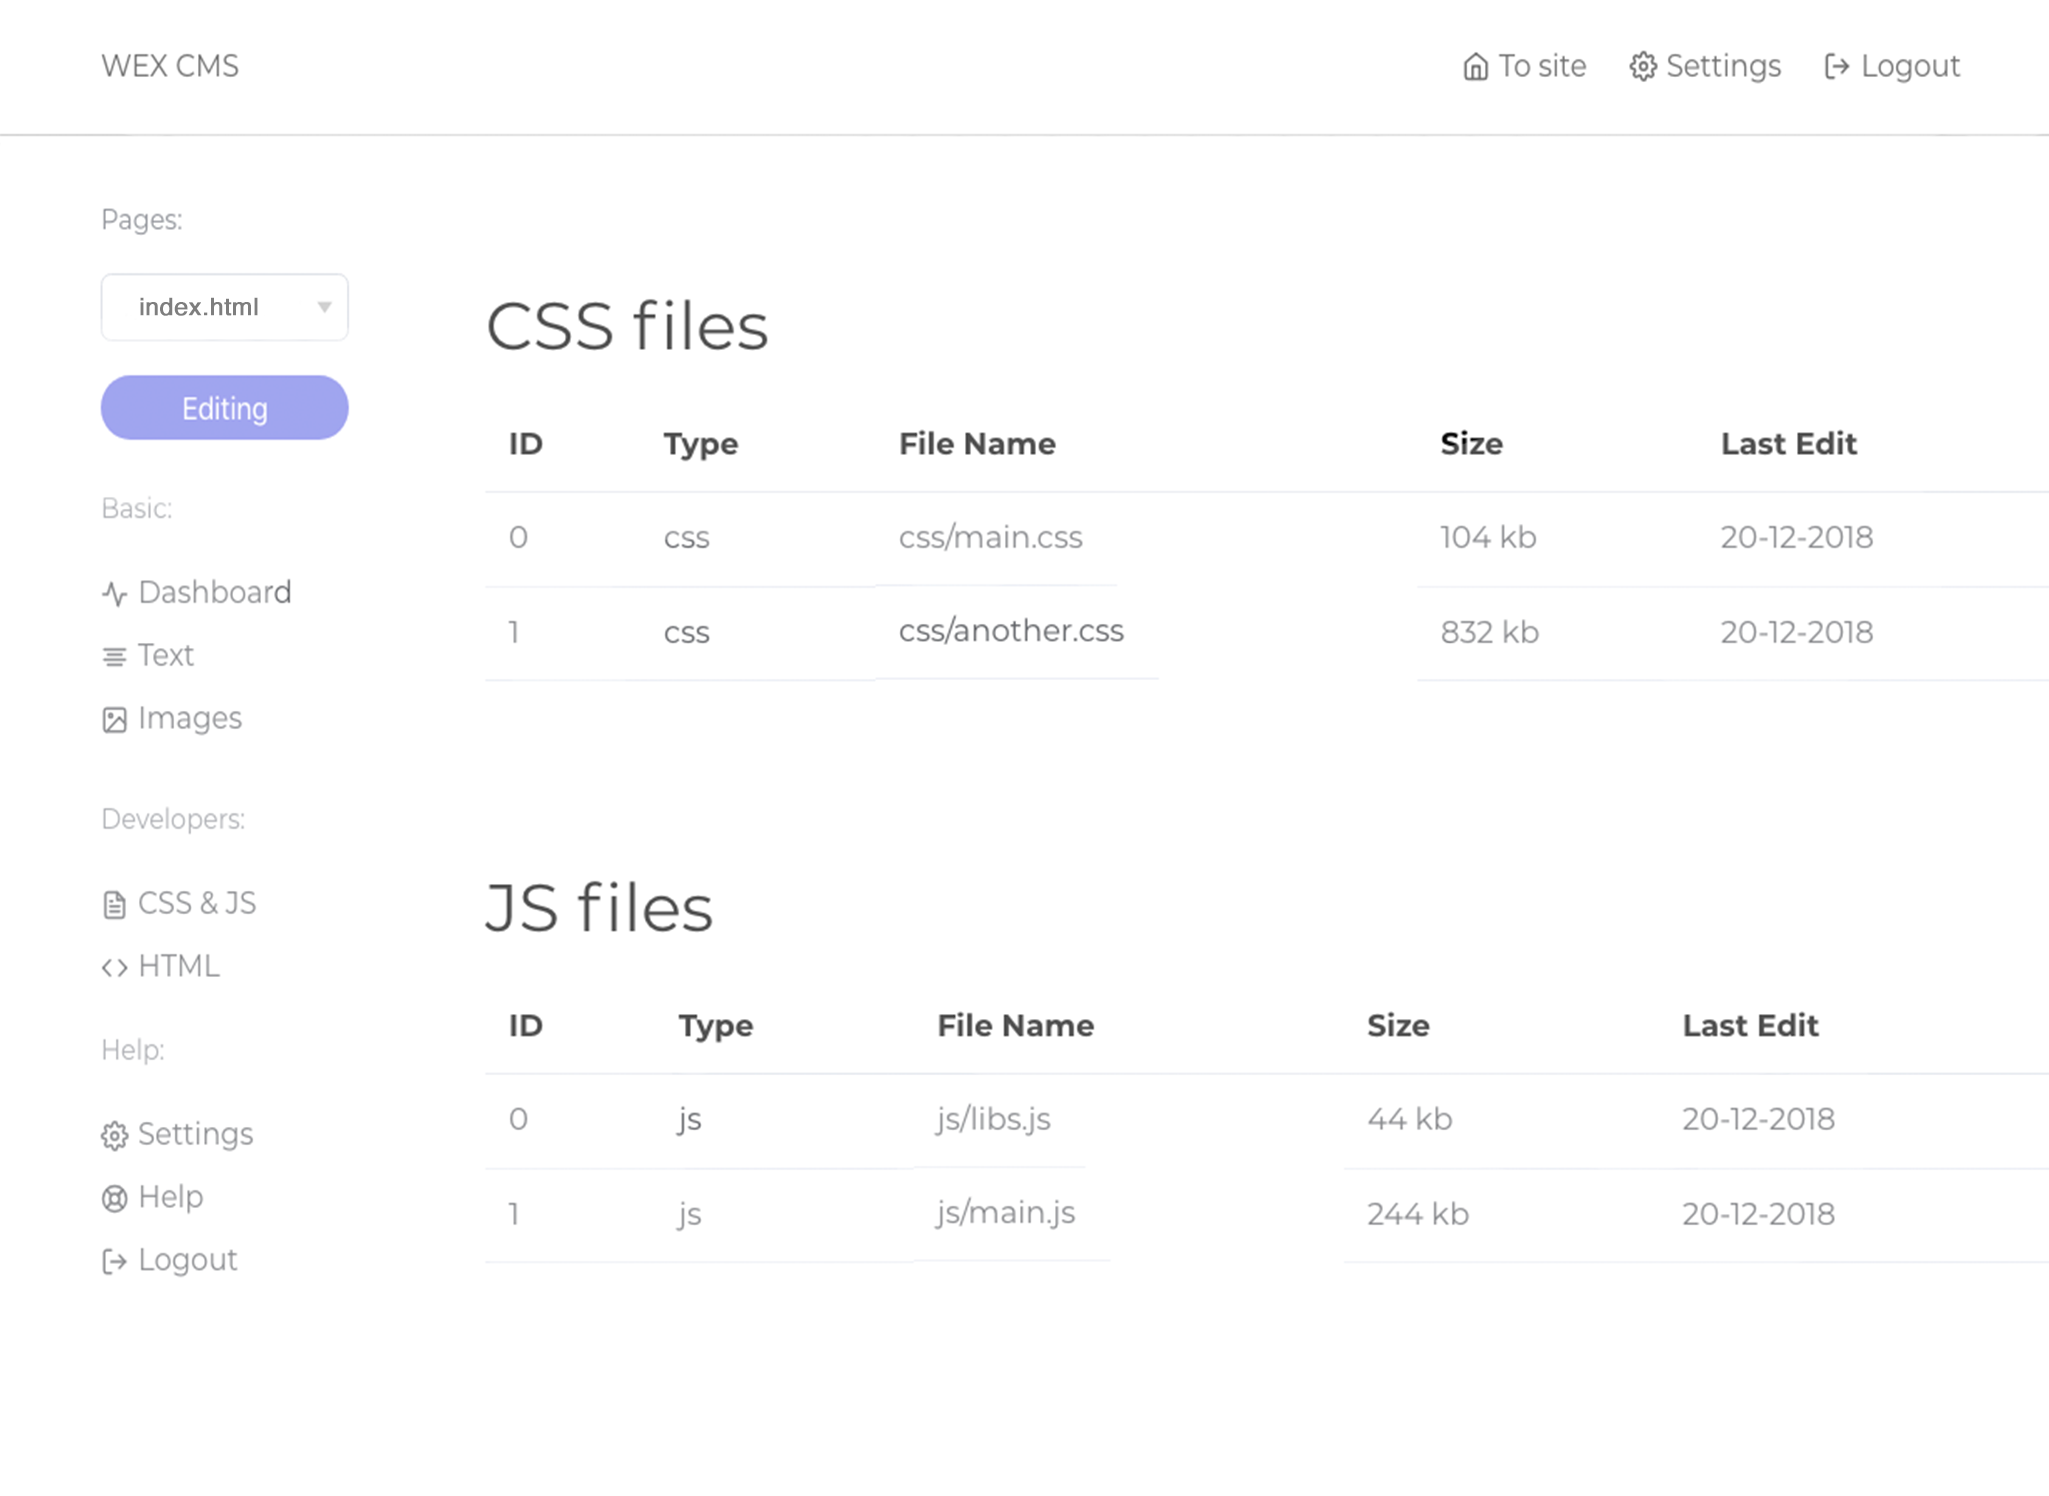 WEX CMS
To site Settings Logout
Pages:
index.html
Editing
Basic:
Dashboard
Text
Images
Developers:
CSS & JS
HTML
Help:
Settings
Help
Logout
CSS files
ID Type File Name Size Last Edit
0 css css/main.css 104 kb 20-12-2018
1 css css/another.css 832 kb 20-12-2018
JS files
ID Type File Name Size Last Edit
0 js js/libs.js 44 kb 20-12-2018
1 js js/main.js 244 kb 20-12-2018